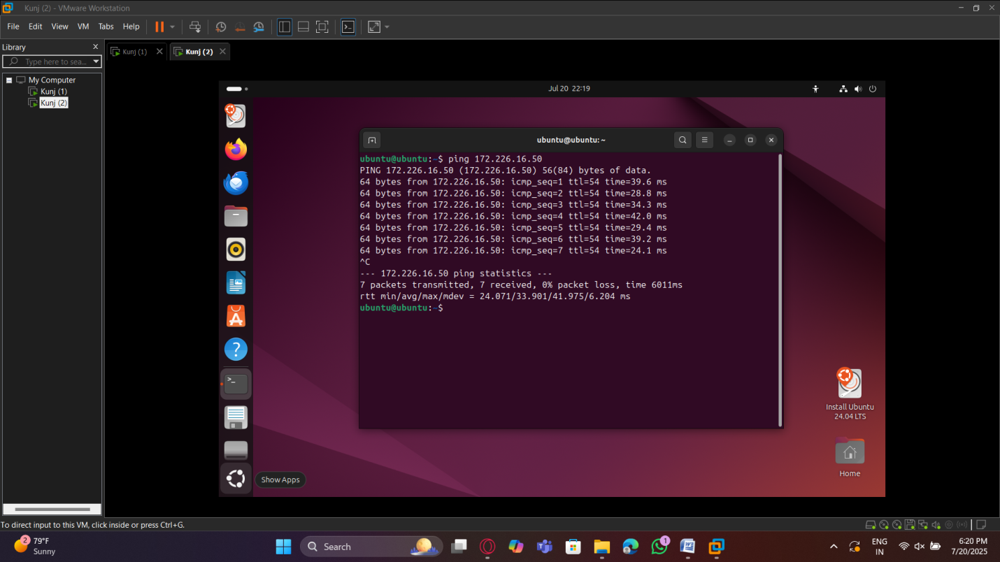 Kunj (2) - VMware Workstation
File Edit View VM Tabs Help
Library
Type here to sea...
My Computer
Kunj (1)
Kunj (2)
Kunj (1)
Kunj (2)
Jul 20 22:19
ubuntu@ubuntu: ~
ubuntu@ubuntu:~$ ping 172.226.16.50
PING 172.226.16.50 (172.226.16.50) 56(84) bytes of data.
64 bytes from 172.226.16.50: icmp_seq=1 ttl=54 time=39.6 ms
64 bytes from 172.226.16.50: icmp_seq=2 ttl=54 time=28.8 ms
64 bytes from 172.226.16.50: icmp_seq=3 ttl=54 time=34.3 ms
64 bytes from 172.226.16.50: icmp_seq=4 ttl=54 time=42.0 ms
64 bytes from 172.226.16.50: icmp_seq=5 ttl=54 time=29.4 ms
64 bytes from 172.226.16.50: icmp_seq=6 ttl=54 time=39.2 ms
64 bytes from 172.226.16.50: icmp_seq=7 ttl=54 time=24.1 ms
^C
--- 172.226.16.50 ping statistics ---
7 packets transmitted, 7 received, 0% packet loss, time 6011ms
rtt min/avg/max/mdev = 24.071/33.901/41.975/6.204 ms
ubuntu@ubuntu:~$
Install Ubuntu
24.04 LTS
Home
Show Apps
To direct input to this VM, click inside or press Ctrl+G.
2
79°F
Sunny
Search
1
ENG
IN
6:20 PM
7/20/2025